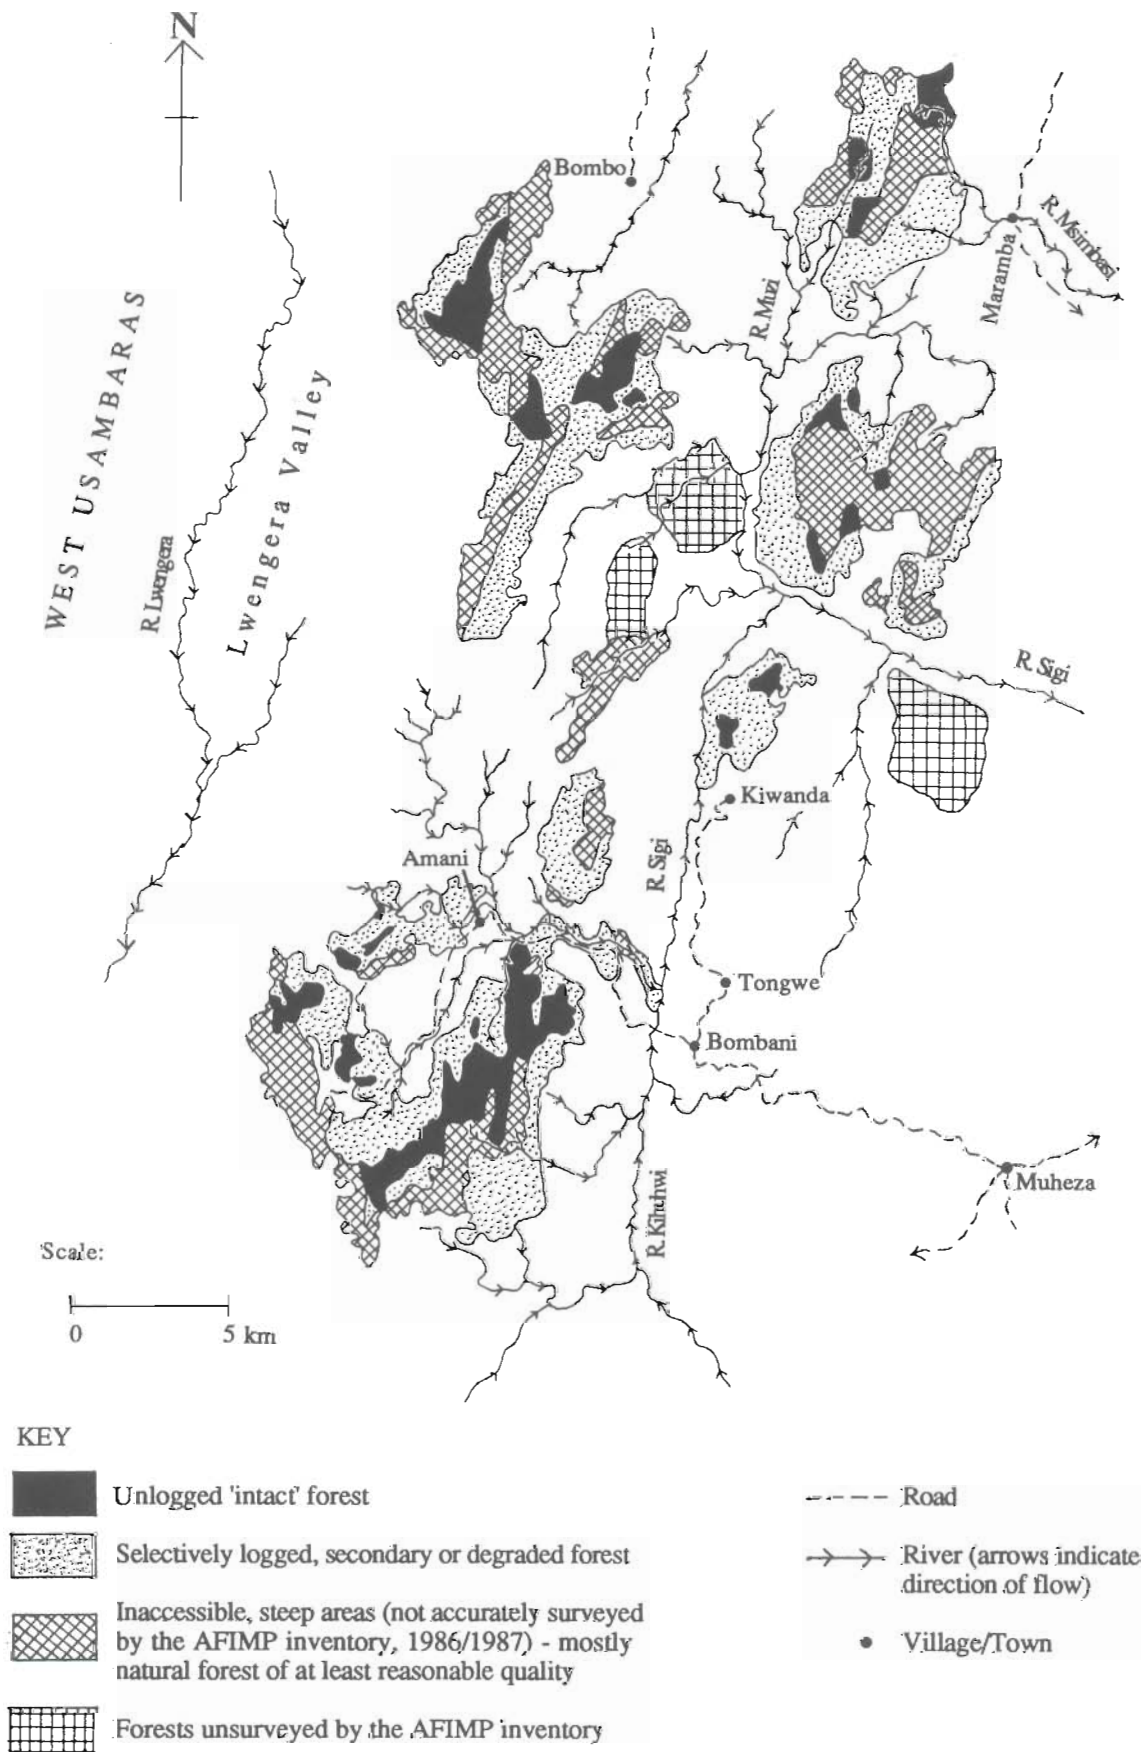 N
Bombo
R. Msimbasi
Maramba
R. Muzi
WEST USAMBARAS
Lwengera Valley
R. Lwengera
R. Sigi
Kiwanda
Amani
R. Sigi
Tongwe
Bombani
Muheza
R. Kihuhwi
Scale:
0 5 km
KEY
Unlogged 'intact' forest
Selectively logged, secondary or degraded forest
Inaccessible, steep areas (not accurately surveyed
by the AFIMP inventory, 1986/1987) - mostly
natural forest of at least reasonable quality
Forests unsurveyed by the AFIMP inventory
Road
River (arrows indicate
direction of flow)
Village/Town